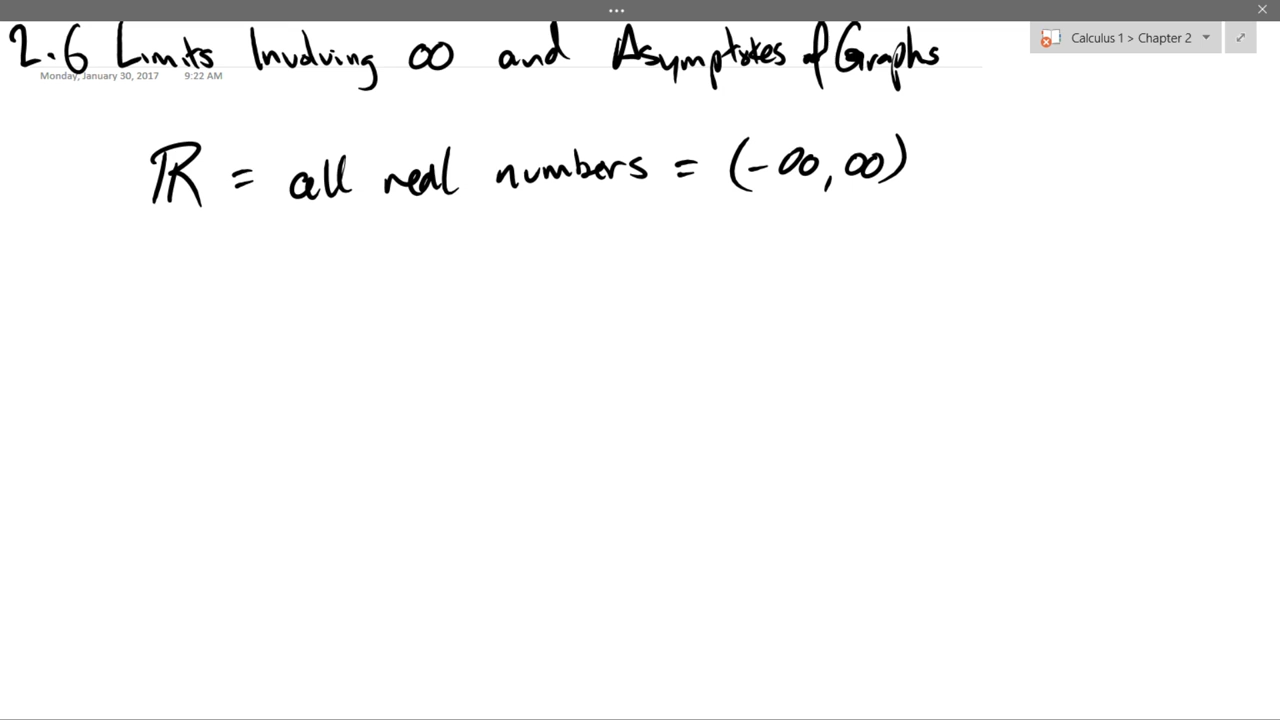 2.6 Limits Involving ∞ and Asymptotes of Graphs
Calculus 1 > Chapter 2
Monday, January 30, 2017 9:22 AM
ℝ = all real numbers = (-∞, ∞)